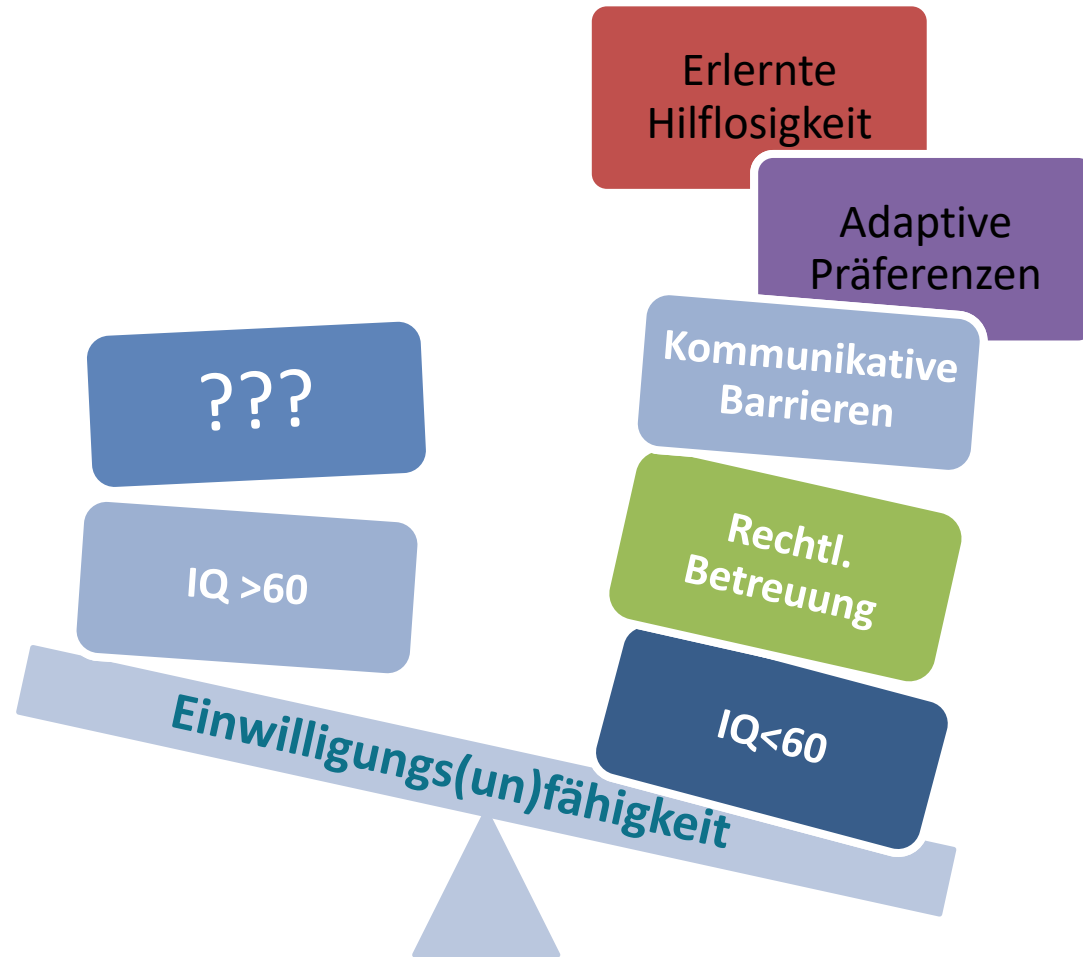 Erlernte
Hilflosigkeit
Adaptive
Präferenzen
Kommunikative
Barrieren
???
Rechtl.
Betreuung
IQ >60
IQ<60
Einwilligungs(un)fähigkeit